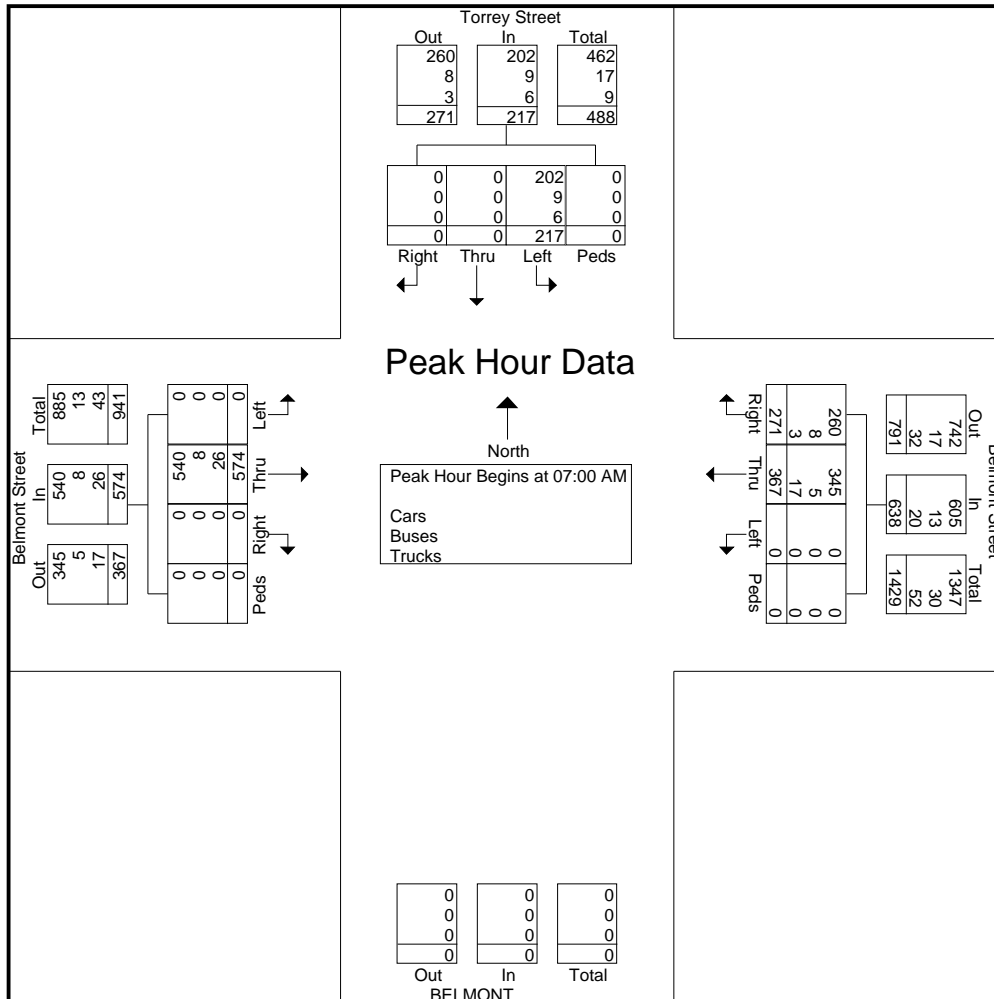 Torrey Street
Out In Total
260 202 462
8 9 17
3 6 9
271 217 488
0 0 202 0
0 0 9 0
0 0 6 0
0 0 217 0
Right Thru Left Peds
Peak Hour Data
North
Peak Hour Begins at 07:00 AM
Cars
Buses
Trucks
Belmont Street
Total
885
13
43
941
In
540
8
26
574
Out
345
5
17
367
Left
0
0
0
0
Thru
540
8
26
574
Right
0
0
0
0
Peds
0
0
0
0
Right
260
8
3
271
Thru
345
5
17
367
Left
0
0
0
0
Peds
0
0
0
0
Belmont Street
Out
742
17
32
791
In
605
13
20
638
Total
1347
30
52
1429
0 0 0
0 0 0
0 0 0
0 0 0
Out In Total
BELMONT